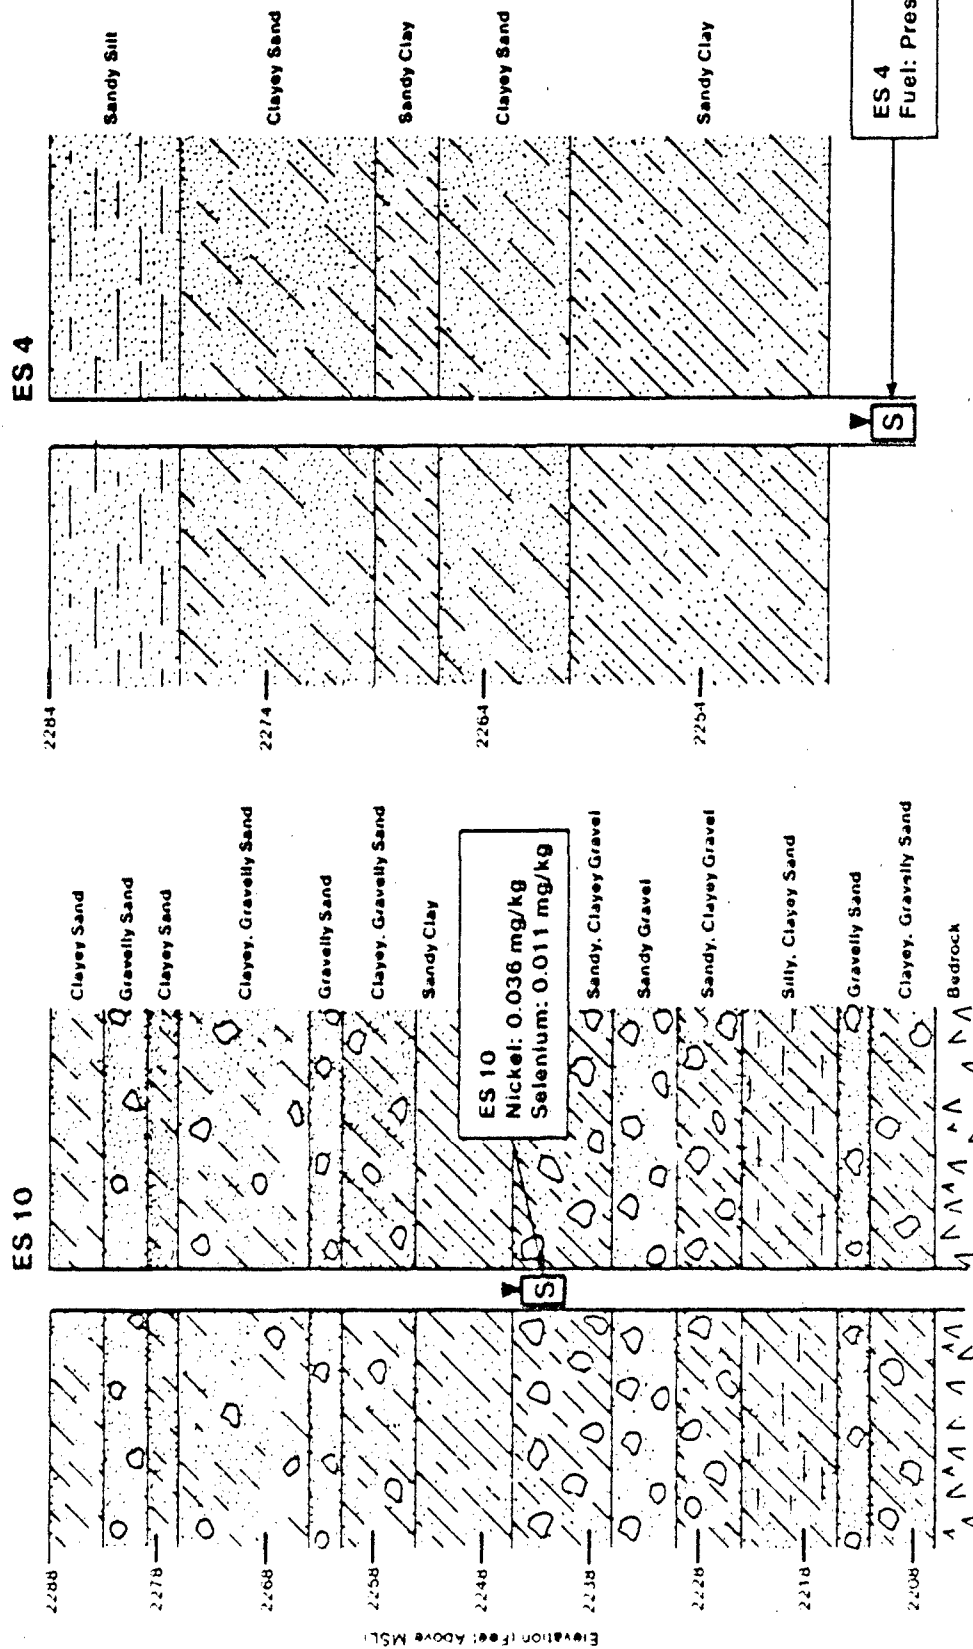 ES 10
Elevation (Feet Above MSL)
2288
2278
2268
2258
2248
2238
2228
2218
2208
Clayey Sand
Gravelly Sand
Clayey Sand
Clayey, Gravelly Sand
Gravelly Sand
Clayey, Gravelly Sand
Sandy Clay
ES 10
Nickel: 0.036 mg/kg
Selenium: 0.011 mg/kg
S
Sandy, Clayey Gravel
Sandy Gravel
Sandy, Clayey Gravel
Silty, Clayey Sand
Gravelly Sand
Clayey, Gravelly Sand
Bedrock
ES 4
2284
2274
2264
2254
Sandy Silt
Clayey Sand
Sandy Clay
Clayey Sand
Sandy Clay
S
ES 4
Fuel: Pres